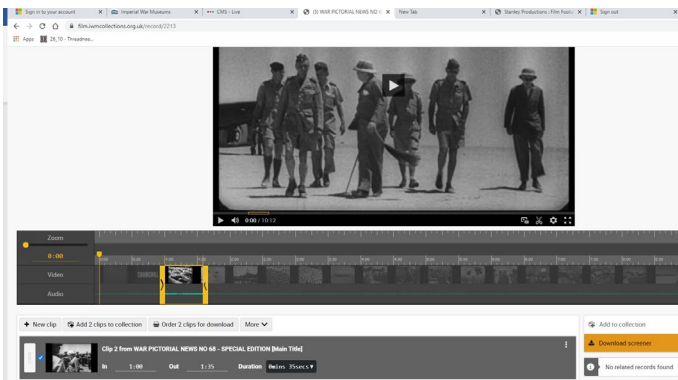 Sign in to your account
Imperial War Museums
CMS - Live
(5) WAR PICTORIAL NEWS NO
New Tab
Stanley Productions : Film Footag
Sign out
film.iwmcollections.org.uk/record/2213
Apps
26_10 - Threadnee...
0:00 / 10:12
Zoom
0:00
Video
Audio
+ New clip
Add 2 clips to collection
Order 2 clips for download
More
Add to collection
Download screener
Clip 2 from WAR PICTORIAL NEWS NO 68 - SPECIAL EDITION [Main Title]
In 1:00 Out 1:35 Duration 0mins 35secs
No related records found.